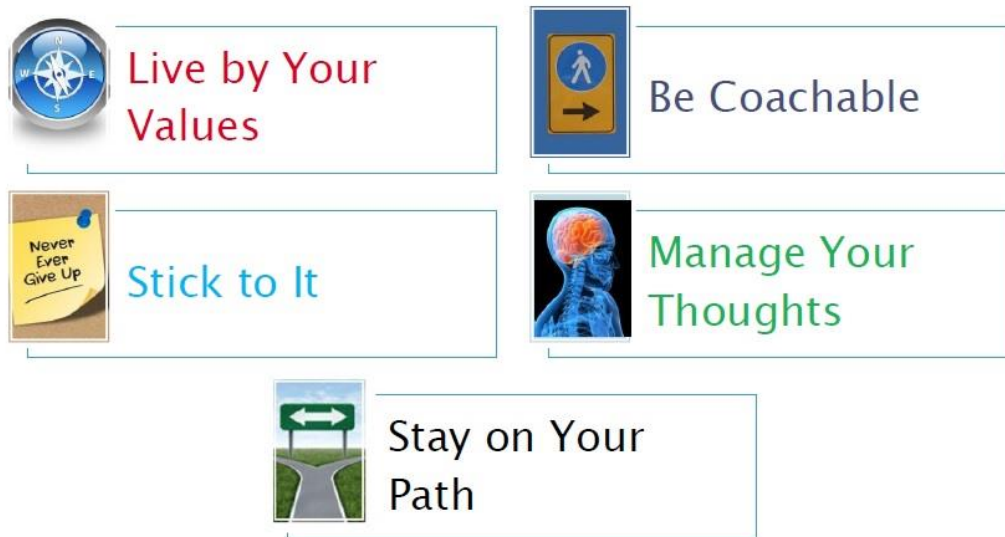 N
W E
S
Live by Your
Values
Be Coachable
Never
Ever
Give Up
Stick to It
Manage Your
Thoughts
Stay on Your
Path